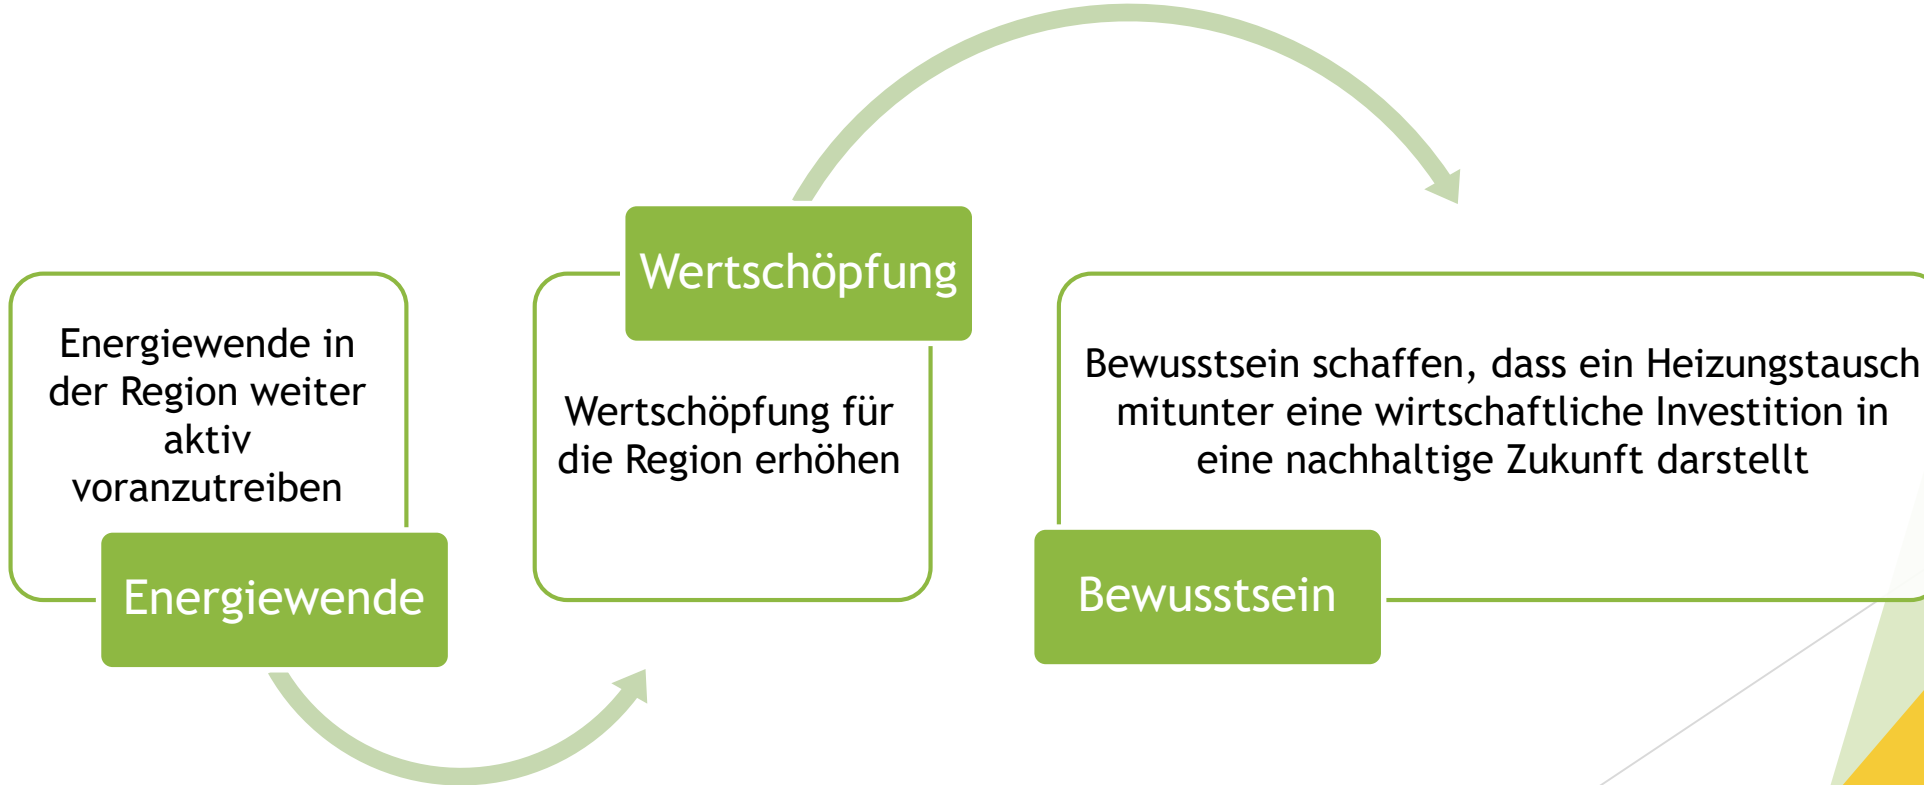 Energiewende in
der Region weiter
aktiv
voranzutreiben
Energiewende
Wertschöpfung
Wertschöpfung für
die Region erhöhen
Bewusstsein schaffen, dass ein Heizungstausch
mitunter eine wirtschaftliche Investition in
eine nachhaltige Zukunft darstellt
Bewusstsein